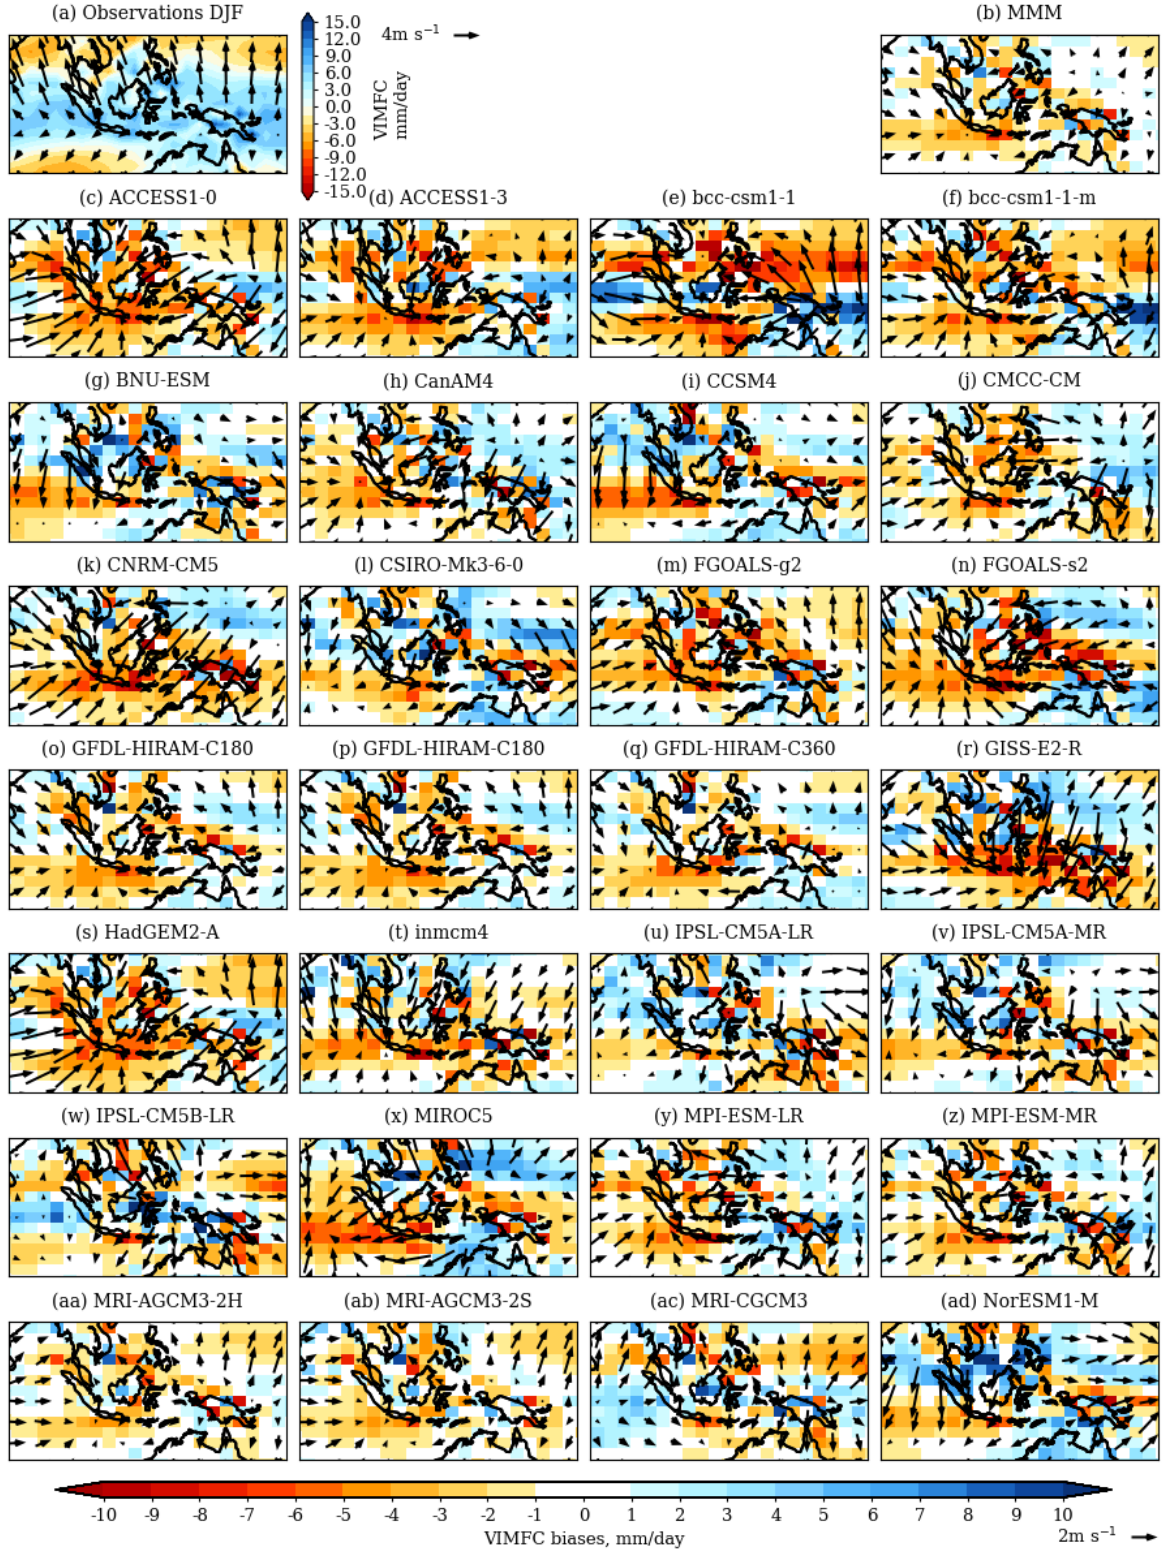 (a) Observations DJF
(b) MMM
15.0
12.0
9.0
6.0
3.0
0.0
-3.0
-6.0
-9.0
-12.0
-15.0
VIMFC
mm/day
4m s⁻¹
(c) ACCESS1-0
(d) ACCESS1-3
(e) bcc-csm1-1
(f) bcc-csm1-1-m
(g) BNU-ESM
(h) CanAM4
(i) CCSM4
(j) CMCC-CM
(k) CNRM-CM5
(l) CSIRO-Mk3-6-0
(m) FGOALS-g2
(n) FGOALS-s2
(o) GFDL-HIRAM-C180
(p) GFDL-HIRAM-C180
(q) GFDL-HIRAM-C360
(r) GISS-E2-R
(s) HadGEM2-A
(t) inmcm4
(u) IPSL-CM5A-LR
(v) IPSL-CM5A-MR
(w) IPSL-CM5B-LR
(x) MIROC5
(y) MPI-ESM-LR
(z) MPI-ESM-MR
(aa) MRI-AGCM3-2H
(ab) MRI-AGCM3-2S
(ac) MRI-CGCM3
(ad) NorESM1-M
-10 -9 -8 -7 -6 -5 -4 -3 -2 -1 0 1 2 3 4 5 6 7 8 9 10
VIMFC biases, mm/day
2m s⁻¹